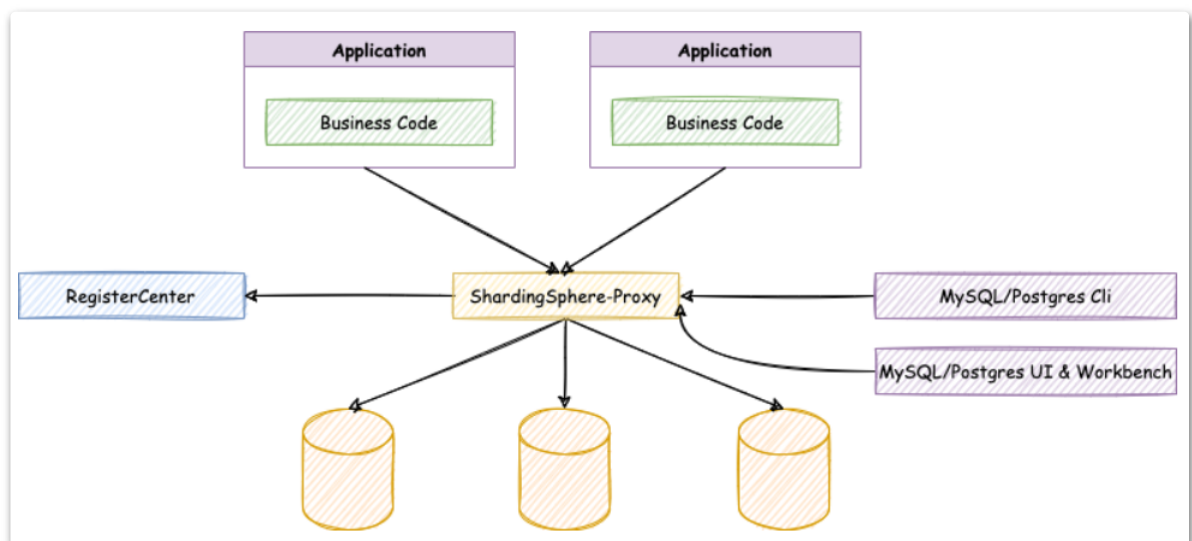 Application
Application
Business Code
Business Code
RegisterCenter
ShardingSphere-Proxy
MySQL/Postgres Cli
MySQL/Postgres UI & Workbench